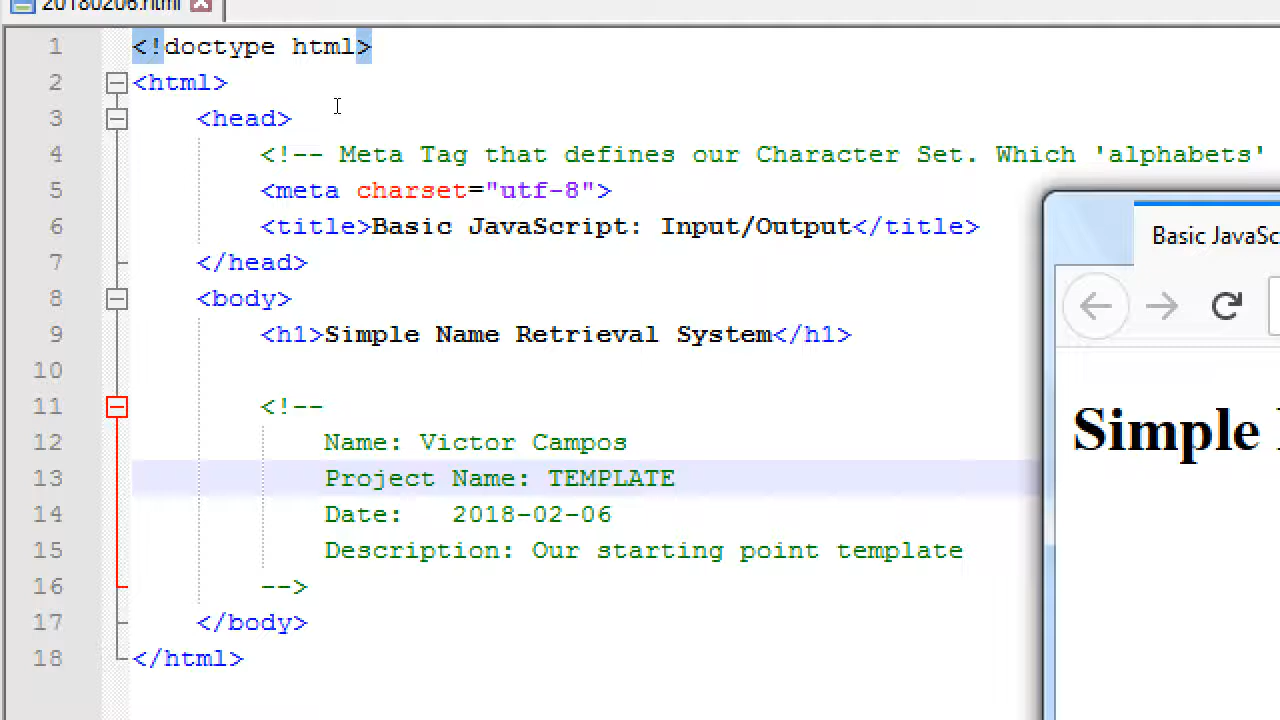 20180206.html
1 <!doctype html>
2 <html>
3 <head>
4 <!-- Meta Tag that defines our Character Set. Which 'alphabets'
5 <meta charset="utf-8">
6 <title>Basic JavaScript: Input/Output</title>
7 </head>
8 <body>
9 <h1>Simple Name Retrieval System</h1>
10
11 <!--
12 Name: Victor Campos
13 Project Name: TEMPLATE
14 Date: 2018-02-06
15 Description: Our starting point template
16 -->
17 </body>
18 </html>
Basic JavaSc
Simple